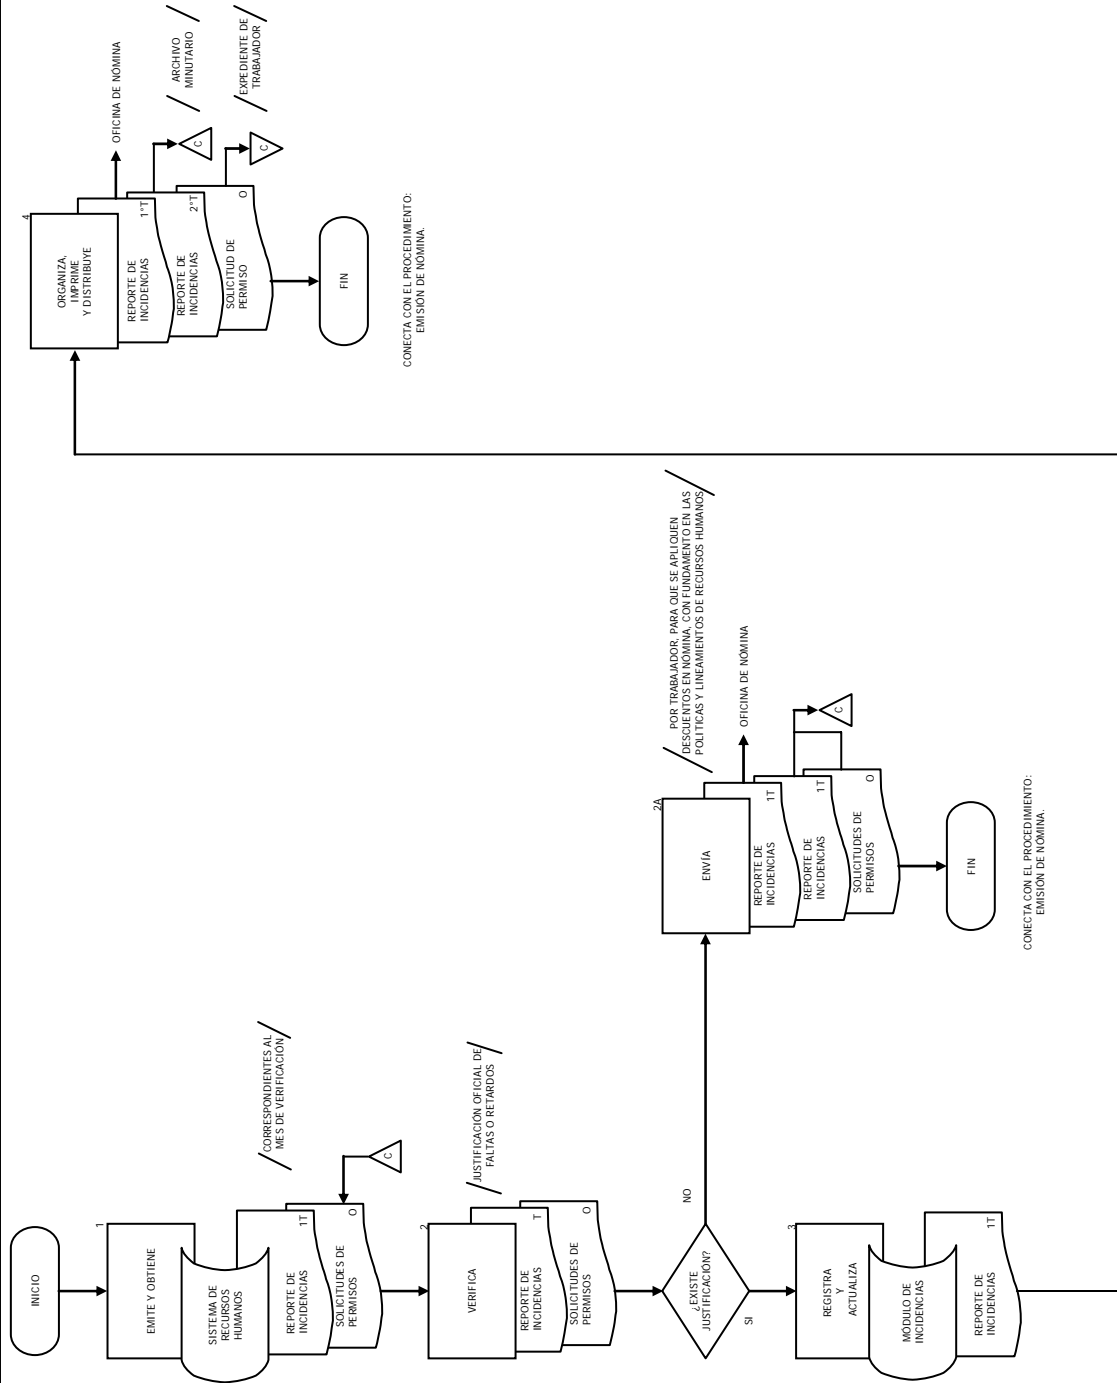 INICIO
1
EMITE Y OBTIENE
SISTEMA DE
RECURSOS
HUMANOS
REPORTE DE
INCIDENCIAS
1T
SOLICITUDES DE
PERMISOS
O
CORRESPONDIENTES AL
MES DE VERIFICACIÓN
C
2
VERIFICA
REPORTE DE
INCIDENCIAS
T
SOLICITUDES DE
PERMISOS
O
JUSTIFICACIÓN OFICIAL DE
FALTAS O RETARDOS
¿EXISTE
JUSTIFICACIÓN?
NO
SI
3
REGISTRA
Y
ACTUALIZA
MÓDULO DE
INCIDENCIAS
REPORTE DE
INCIDENCIAS
1T
2A
ENVÍA
REPORTE DE
INCIDENCIAS
1T
REPORTE DE
INCIDENCIAS
1T
SOLICITUDES DE
PERMISOS
O
POR TRABAJADOR, PARA QUE SE APLIQUEN
DESCUENTOS EN NÓMINA, CON FUNDAMENTO EN LAS
POLITICAS Y LINEAMIENTOS DE RECURSOS HUMANOS
OFICINA DE NÓMINA
C
FIN
CONECTA CON EL PROCEDIMIENTO:
EMISIÓN DE NÓMINA.
4
ORGANIZA,
IMPRIME
Y DISTRIBUYE
REPORTE DE
INCIDENCIAS
1°T
REPORTE DE
INCIDENCIAS
2°T
SOLICITUD DE
PERMISO
O
OFICINA DE NÓMINA
ARCHIVO
MINUTARIO
C
EXPEDIENTE DE
TRABAJADOR
C
FIN
CONECTA CON EL PROCEDIMIENTO:
EMISIÓN DE NÓMINA.